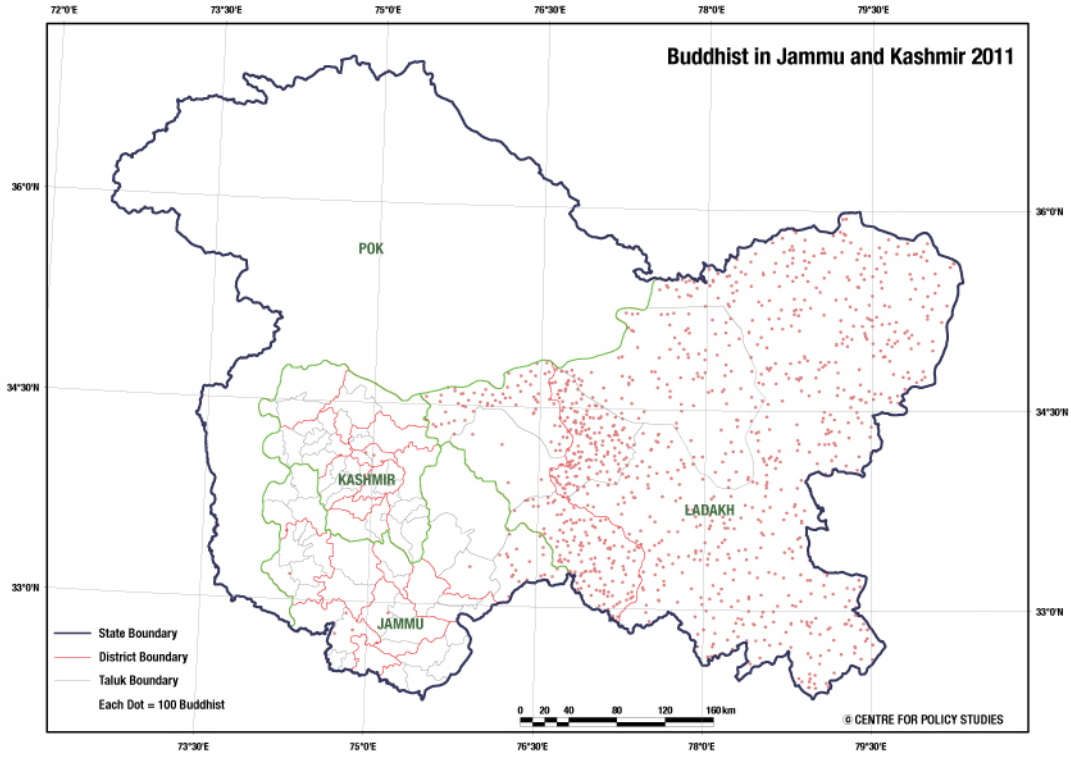 72°0'E 73°30'E 75°0'E 76°30'E 78°0'E 79°30'E
Buddhist in Jammu and Kashmir 2011
36°0'N
36°0'N
POK
34°30'N
34°30'N
KASHMIR
LADAKH
33°0'N
33°0'N
JAMMU
State Boundary
District Boundary
Taluk Boundary
Each Dot = 100 Buddhist
0 20 40 80 120 160 km
© CENTRE FOR POLICY STUDIES
73°30'E 75°0'E 76°30'E 78°0'E 79°30'E